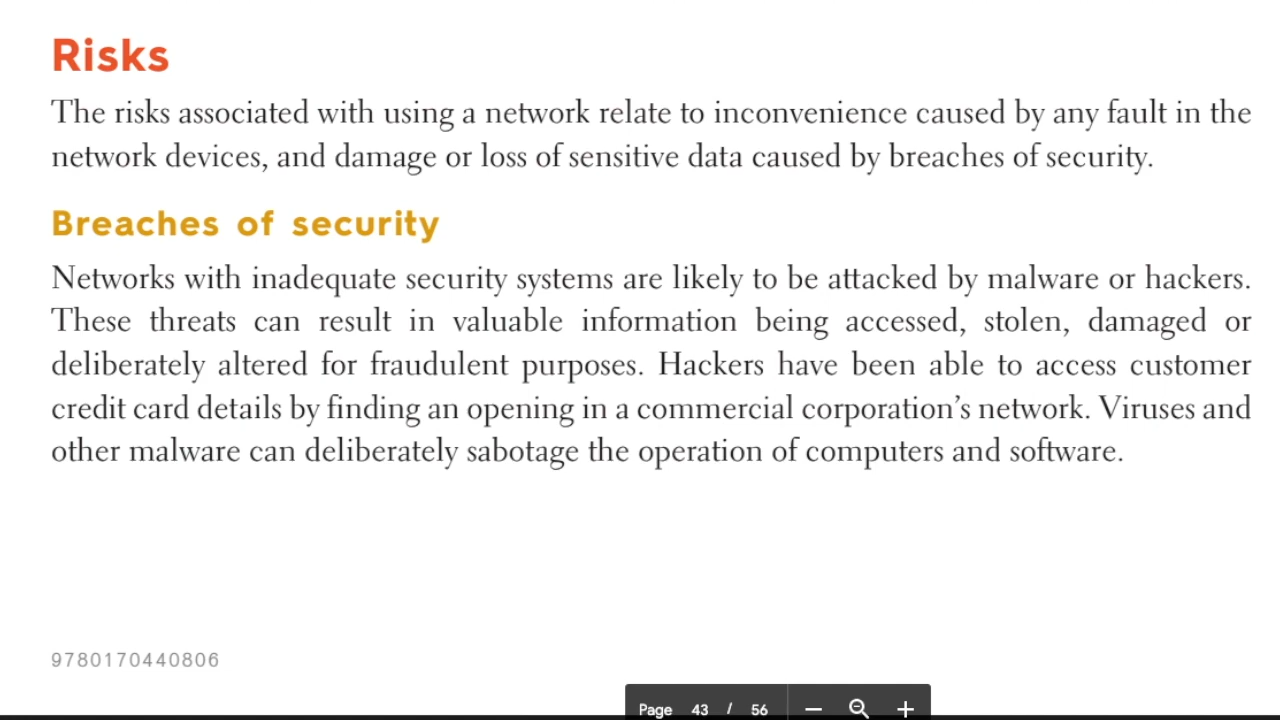 Risks
The risks associated with using a network relate to inconvenience caused by any fault in the
network devices, and damage or loss of sensitive data caused by breaches of security.
Breaches of security
Networks with inadequate security systems are likely to be attacked by malware or hackers.
These threats can result in valuable information being accessed, stolen, damaged or
deliberately altered for fraudulent purposes. Hackers have been able to access customer
credit card details by finding an opening in a commercial corporation’s network. Viruses and
other malware can deliberately sabotage the operation of computers and software.
9780170440806
Page 43 / 56